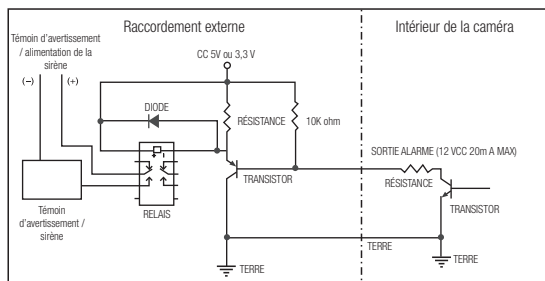 Raccordement externe
Intérieur de la caméra
Témoin d'avertissement
/ alimentation de la
sirène
(–)
(+)
CC 5V ou 3,3 V
DIODE
RÉSISTANCE
10K ohm
SORTIE ALARME (12 VCC 20m A MAX)
RÉSISTANCE
TRANSISTOR
TRANSISTOR
RELAIS
Témoin
d'avertissement /
sirène
TERRE
TERRE
TERRE